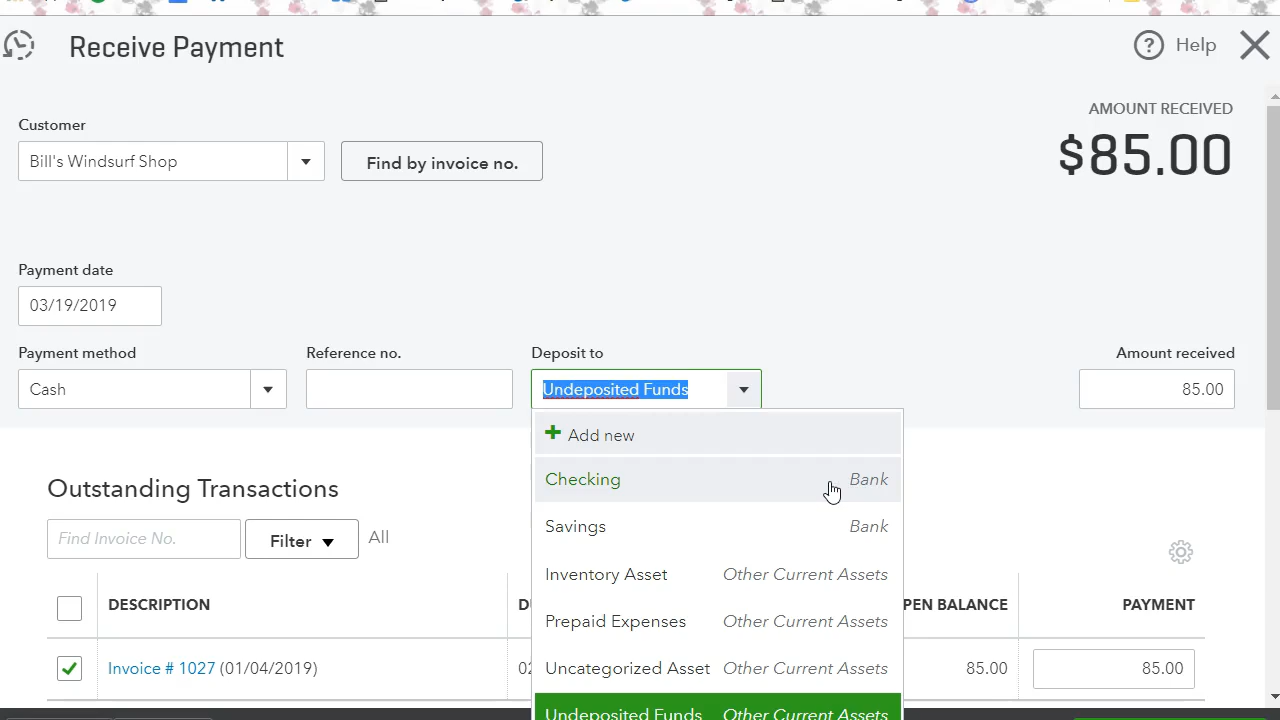 Receive Payment
? Help
AMOUNT RECEIVED
$85.00
Customer
Bill's Windsurf Shop
Find by invoice no.
Payment date
03/19/2019
Payment method
Reference no.
Deposit to
Amount received
Cash
Undeposited Funds
85.00
Add new
Checking Bank
Savings Bank
Inventory Asset Other Current Assets
Prepaid Expenses Other Current Assets
Uncategorized Asset Other Current Assets
Undeposited Funds Other Current Assets
Outstanding Transactions
Find Invoice No.
Filter
All
DESCRIPTION
PEN BALANCE
PAYMENT
Invoice # 1027 (01/04/2019)
02
85.00
85.00